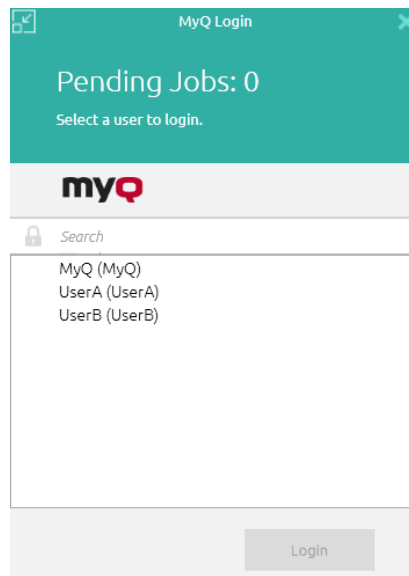 MyQ Login
Pending Jobs: 0
Select a user to login.
myQ
Search
MyQ (MyQ)
UserA (UserA)
UserB (UserB)
Login